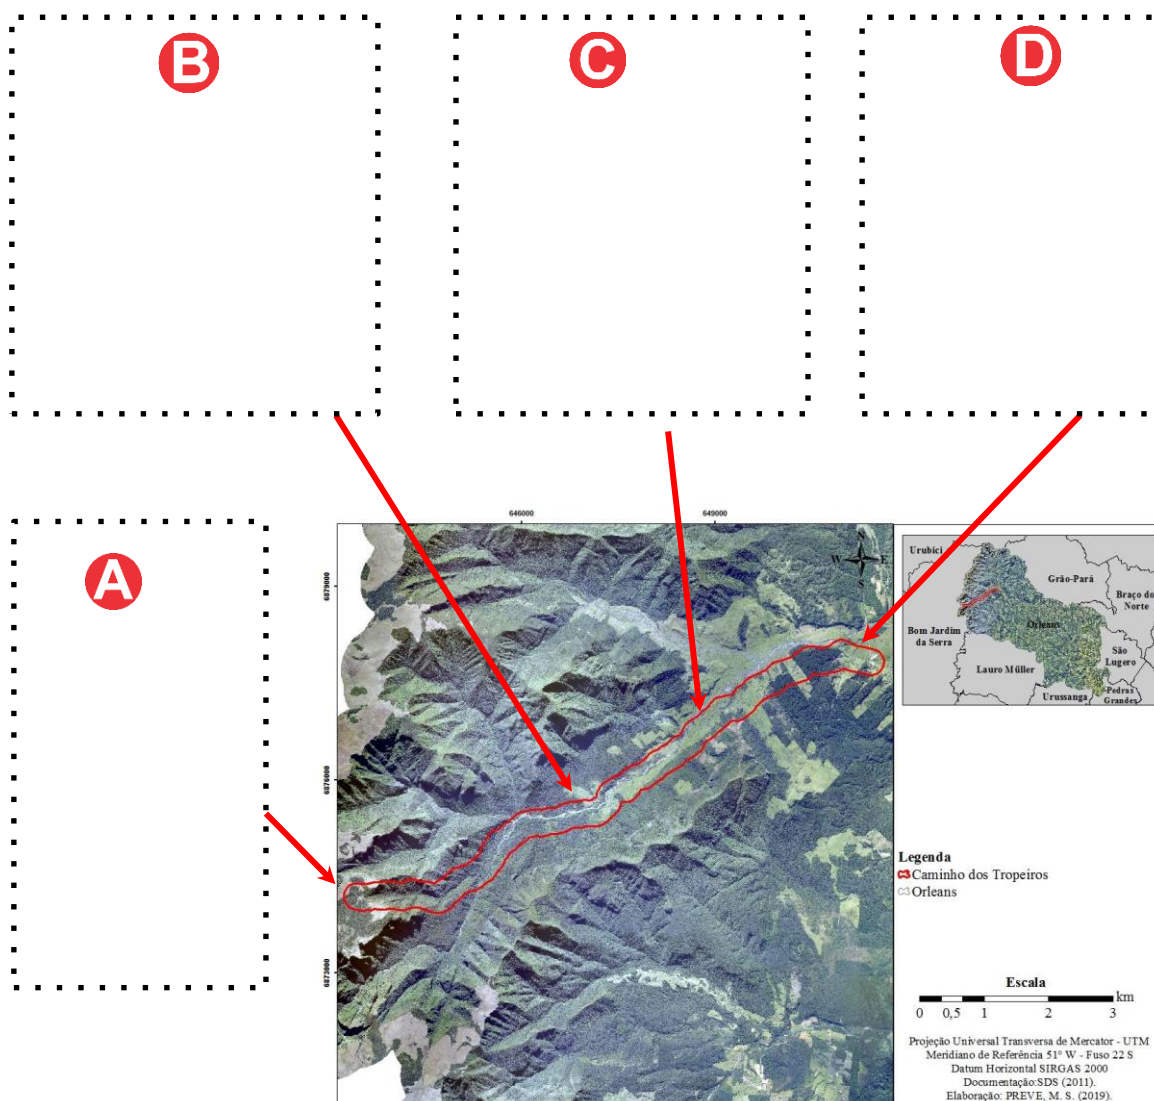 B
C
D
A
646000
649000
6879000
6876000
6873000
S
W E
S
Urubici
Grão-Pará
Braço do
Norte
Orleans
Bom Jardim
da Serra
São
Lugero
Lauro Müller
Pedras
Grandes
Urussanga
Legenda
Caminho dos Tropeiros
Orleans
Escala
km
0 0,5 1 2 3
Projeção Universal Transversa de Mercator - UTM
Meridiano de Referência 51° W - Fuso 22 S
Datum Horizontal SIRGAS 2000
Documentação:SDS (2011).
Elaboração: PREVE, M. S. (2019).